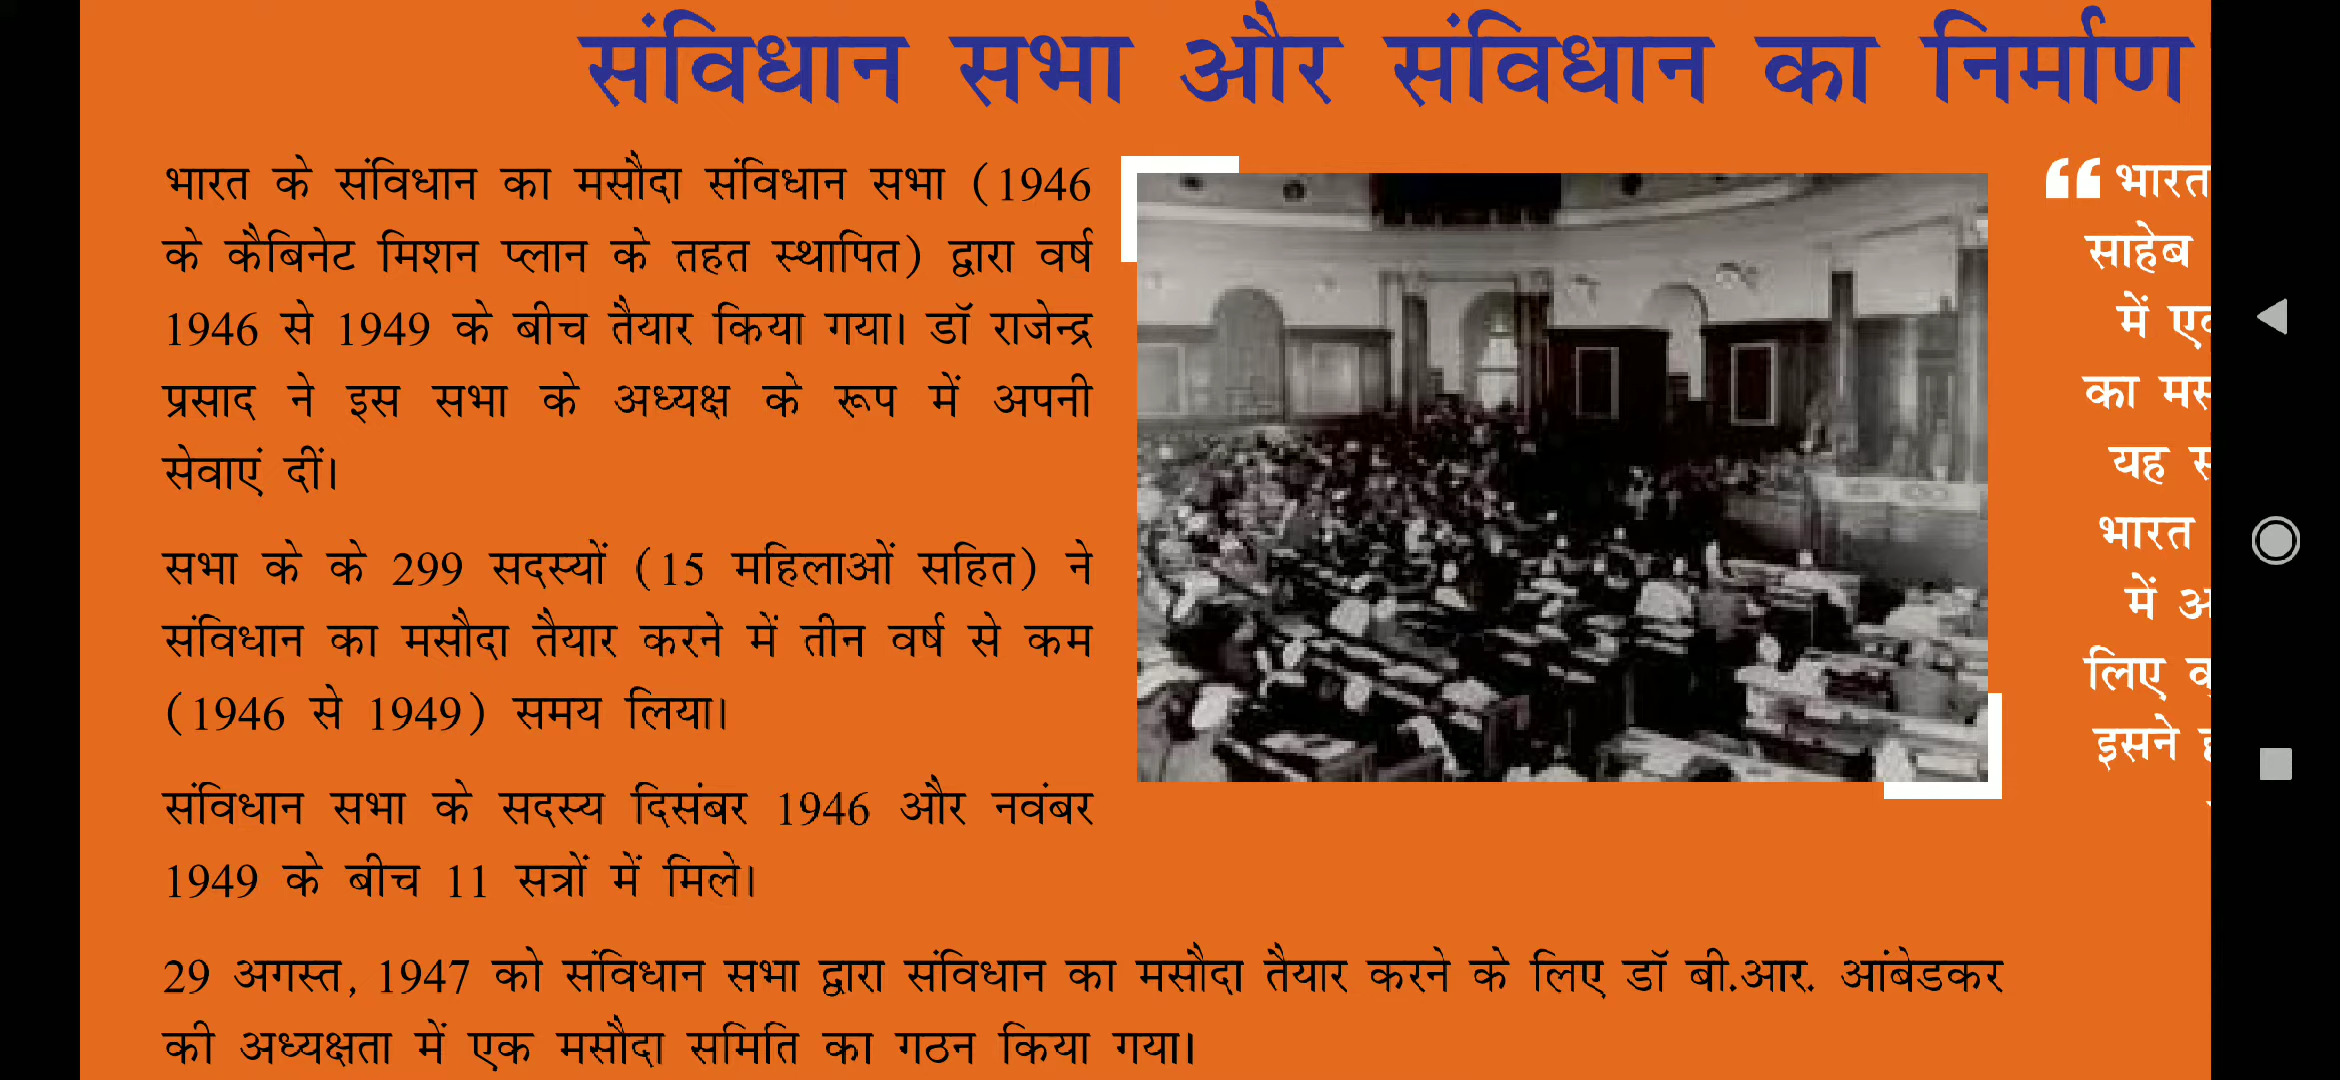 संविधान सभा और संविधान का निर्माण
भारत के संविधान का मसौदा संविधान सभा (1946
के कैबिनेट मिशन प्लान के तहत स्थापित) द्वारा वर्ष
1946 से 1949 के बीच तैयार किया गया। डॉ राजेन्द्र
प्रसाद ने इस सभा के अध्यक्ष के रूप में अपनी
सेवाएं दीं।
सभा के के 299 सदस्यों (15 महिलाओं सहित) ने
संविधान का मसौदा तैयार करने में तीन वर्ष से कम
(1946 से 1949) समय लिया।
संविधान सभा के सदस्य दिसंबर 1946 और नवंबर
1949 के बीच 11 सत्रों में मिले।
29 अगस्त, 1947 को संविधान सभा द्वारा संविधान का मसौदा तैयार करने के लिए डॉ बी.आर. आंबेडकर
की अध्यक्षता में एक मसौदा समिति का गठन किया गया।
“भारत
साहेब
में
का
यह
भारत
में
लिए
इसने